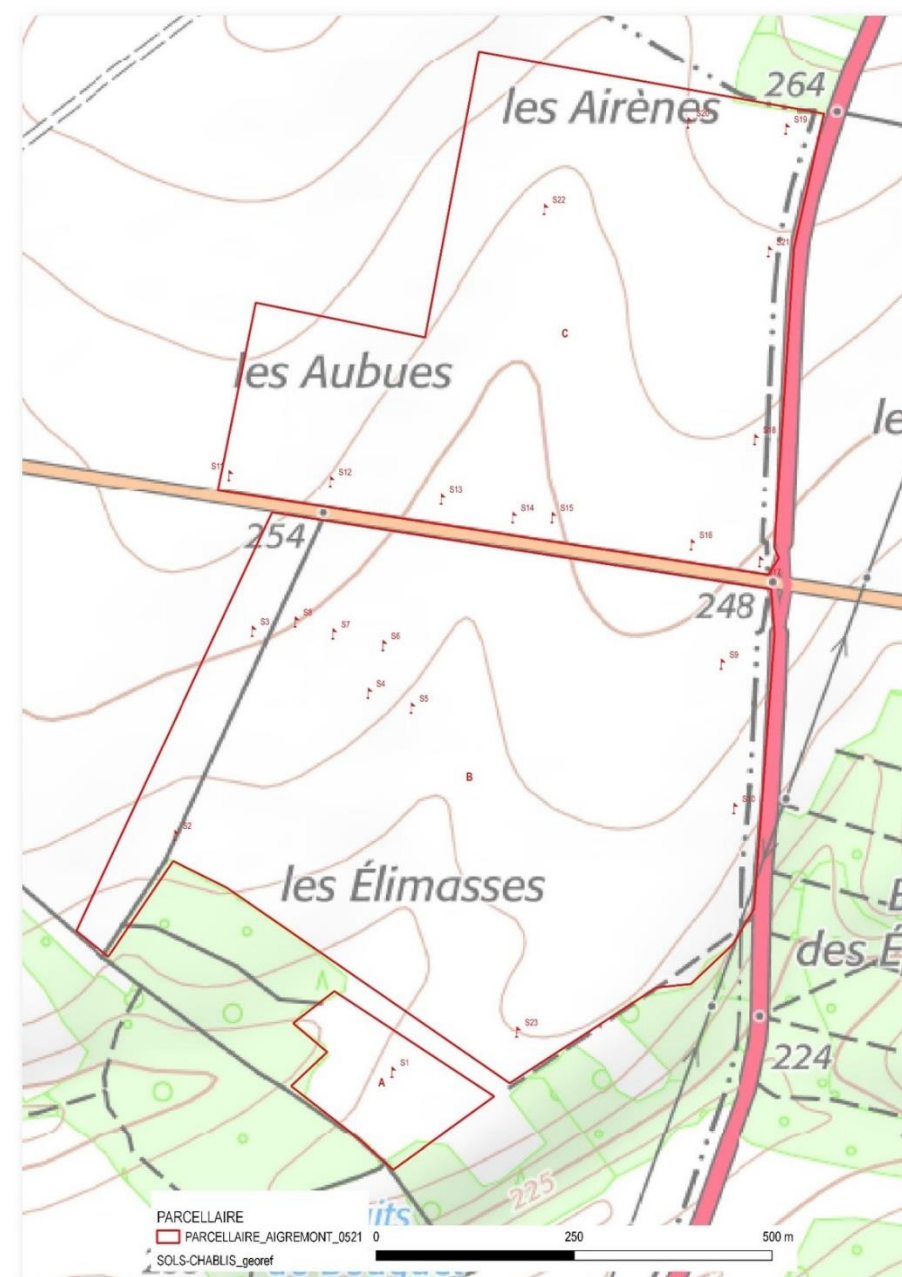 264
les Airènes
S20
S19
S22
S21
C
les Aubues
le
S18
S11
S12
S13
S14
S15
S16
254
248
S3
S8
S7
S6
S9
S4
S5
B
S10
S2
les Élimasses
E
des É
S23
S1
A
224
225
PARCELLAIRE
PARCELLAIRE_AIGREMONT_0521
0
250
500 m
SOLS-CHABLIS_georef